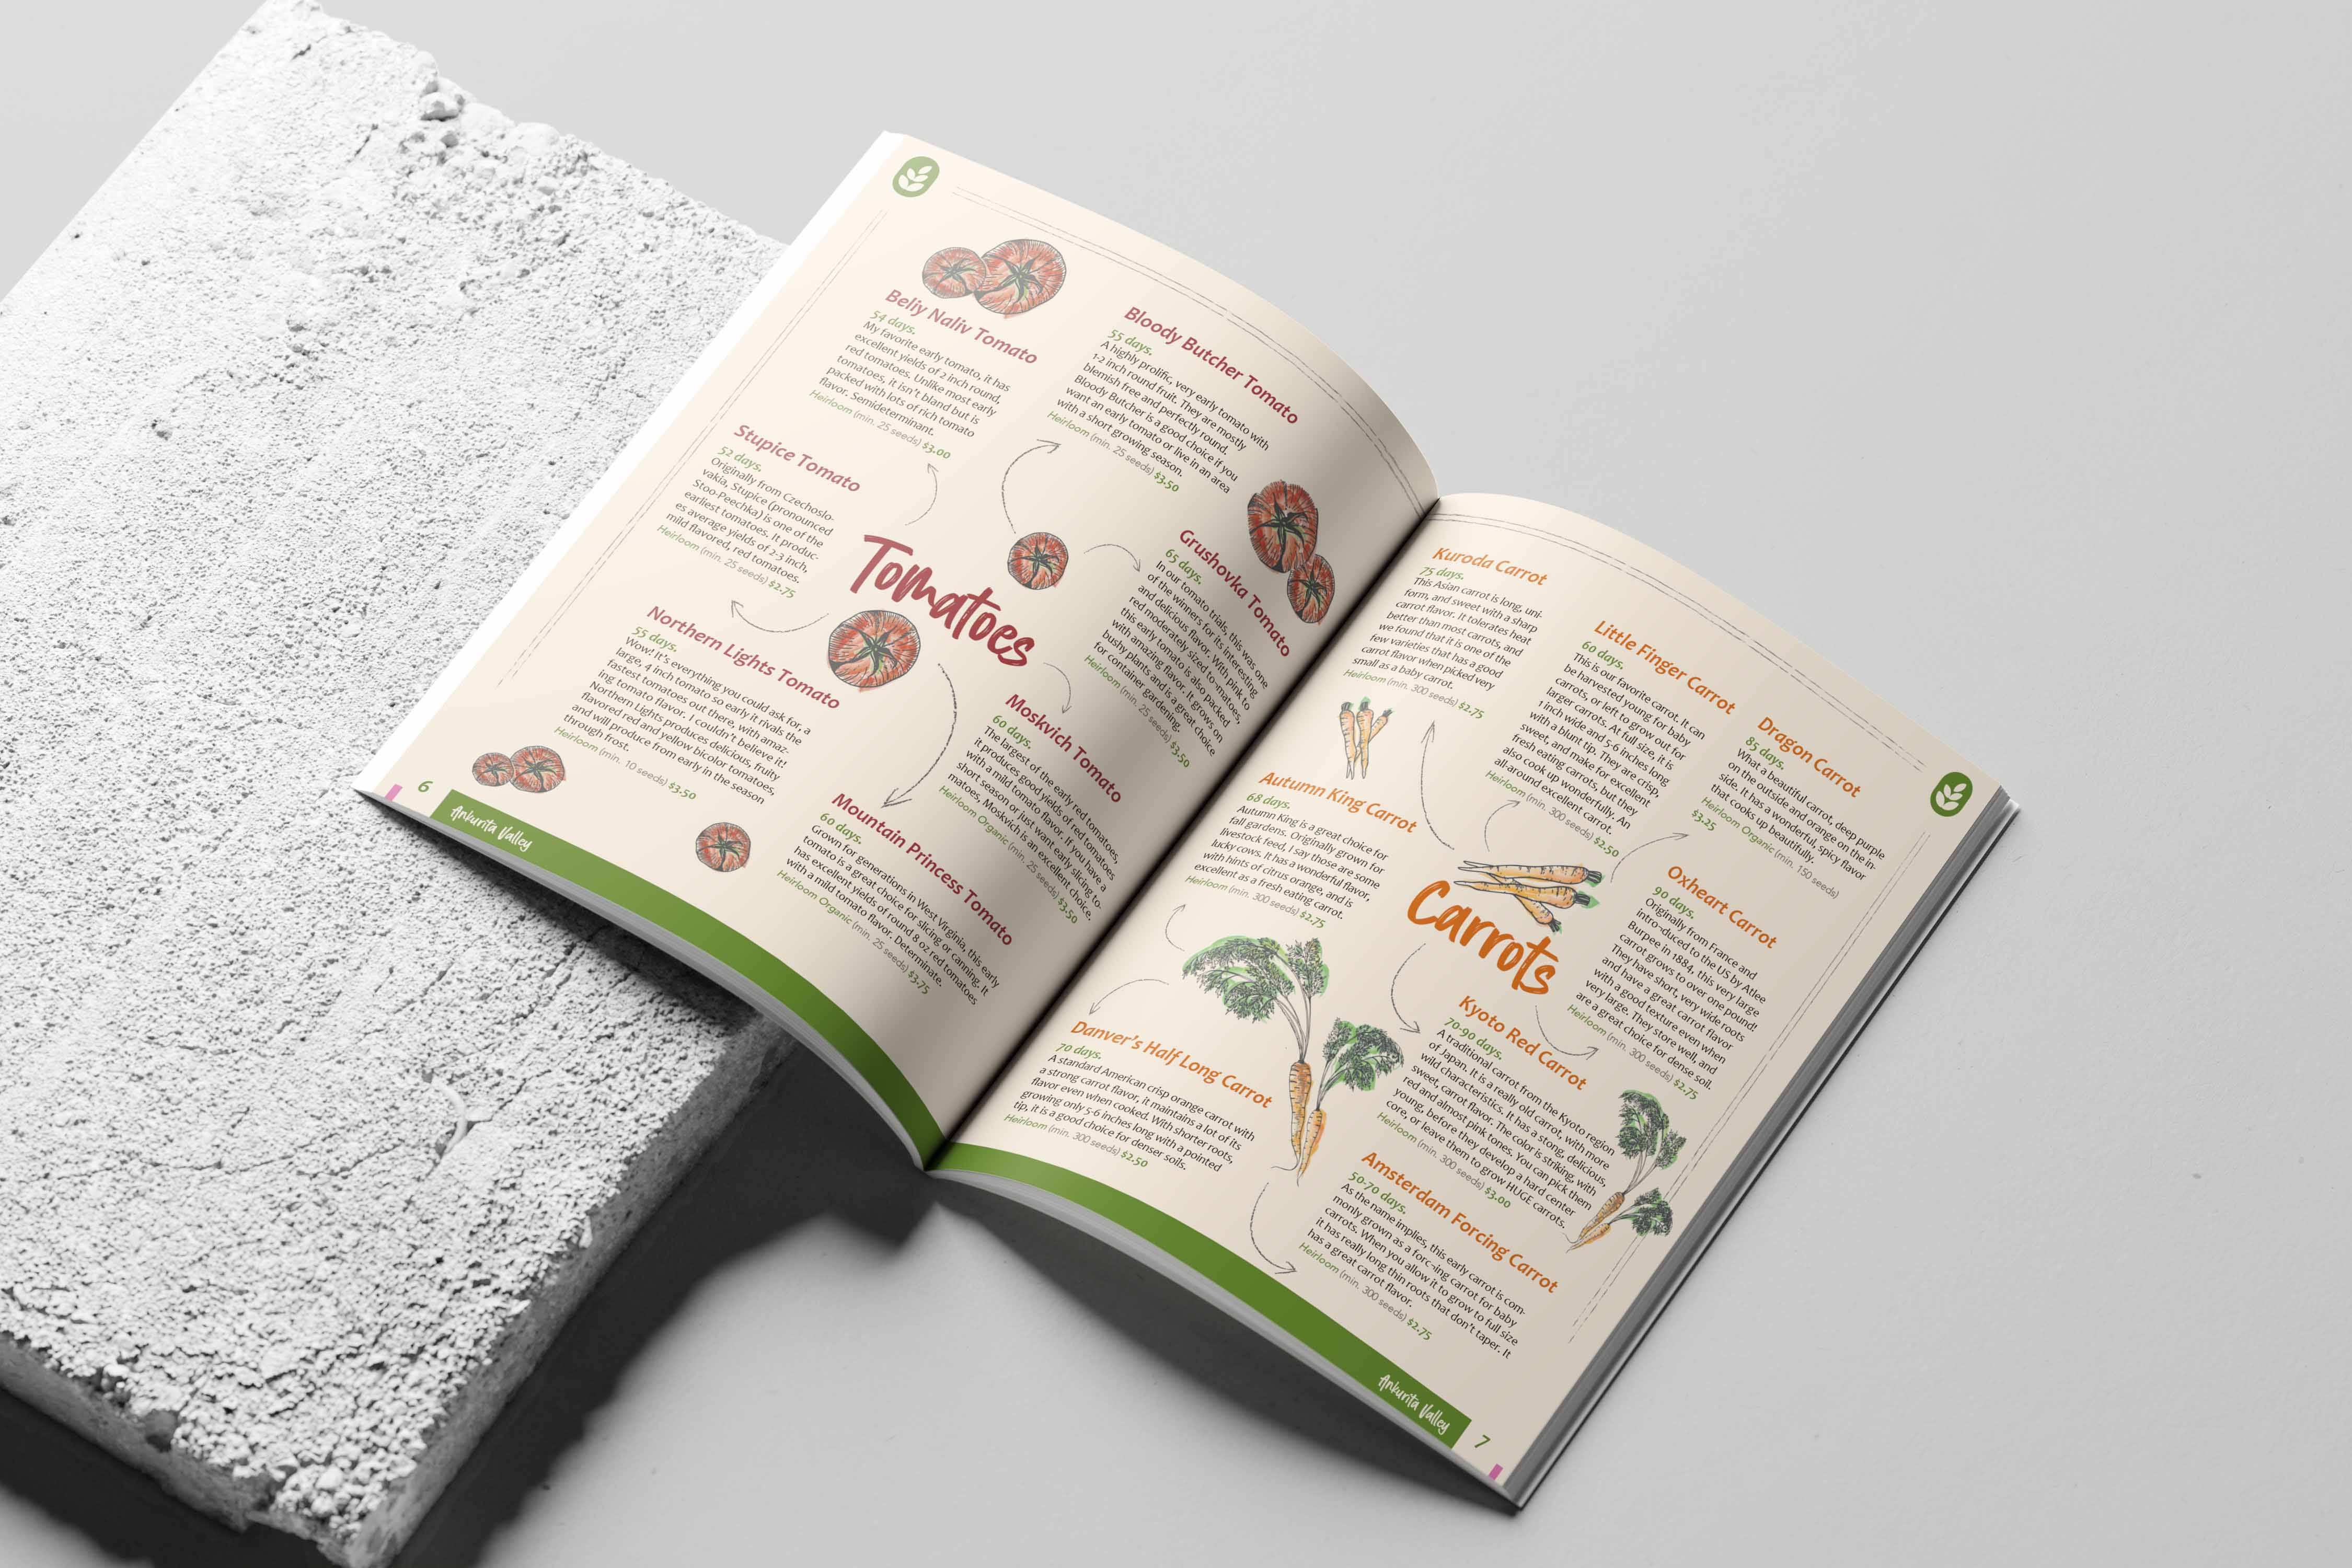 Beliy Naliv Tomato
54 days.
My favorite early tomato, it has
excellent yields of 2 inch round,
red tomatoes. Unlike most early
tomatoes, it isn't bland but is
packed with lots of rich tomato
flavor. Semideterminant.
Heirloom (min. 25 seeds) $3.00
Bloody Butcher Tomato
55 days.
A highly prolific, very early tomato with
1-2 inch round fruit. They are mostly
blemish free and perfectly round.
Bloody Butcher is a good choice if you
want an early tomato or live in an area
with a short growing season.
Heirloom (min. 25 seeds) $3.50
Stupice Tomato
52 days.
Originally from Czechoslo-
vakia, Stupice (pronounced
Stoo-Peechka) is one of the
earliest tomatoes. It produc-
es average yields of 2-3 inch,
mild flavored, red tomatoes.
Heirloom (min. 25 seeds) $2.75
Tomatoes
Grushovka Tomato
65 days.
In our tomato trials, this was one
of the winners for its interesting
and delicious flavor. With pink to
red moderately sized to¬matoes,
this early tomato is also packed
with amazing flavor. It grows on
bushy plants and is a great choice
for container gardening.
Heirloom (min. 25 seeds) $3.50
Northern Lights Tomato
55 days.
Wow! It's everything you could ask for, a
large, 4 inch tomato so early it rivals the
fastest tomatoes out there, with amaz-
ing tomato flavor. I couldn't believe it!
Northern Lights produces delicious, fruity
flavored red and yellow bicolor tomatoes,
and will produce from early in the season
through frost.
Heirloom (min. 10 seeds) $3.50
Moskvich Tomato
60 days.
The largest of the early red tomatoes,
it produces good yields of red tomatoes
with a mild tomato flavor. If you have a
short season or just want early slicing to-
matoes, Moskvich is an excellent choice.
Heirloom Organic (min. 25 seeds) $3.50
Mountain Princess Tomato
60 days.
Grown for generations in West Virginia, this early
tomato is a great choice for slicing or canning. It
has excellent yields of round 8 oz red tomatoes
with a mild tomato flavor. Determinate.
Heirloom Organic (min. 25 seeds) $3.75
6
Ankurita Valley
Kuroda Carrot
75 days.
This Asian carrot is long, uni-
form, and sweet with a sharp
carrot flavor. It tolerates heat
better than most carrots, and
we found that it is one of the
few varieties that has a good
carrot flavor when picked very
small as a baby carrot.
Heirloom (min. 300 seeds) $2.75
Little Finger Carrot
60 days.
This is our favorite carrot. It can
be harvested young for baby
carrots, or left to grow out for
larger carrots. At full size, it is
1 inch wide and 5-6 inches long
with a blunt tip. They are crisp,
sweet, and make for excellent
fresh eating carrots, but they
also cook up wonderfully. An
all-around excellent carrot.
Heirloom (min. 300 seeds) $2.50
Dragon Carrot
85 days.
What a beautiful carrot, deep purple
on the outside and orange on the in-
side. It has a wonderful, spicy flavor
that cooks up beautifully.
Heirloom Organic (min. 150 seeds)
$3.25
Autumn King Carrot
68 days.
Autumn King is a great choice for
fall gardens. Originally grown for
livestock feed, I say those are some
lucky cows. It has a wonderful flavor,
with hints of citrus orange, and is
excellent as a fresh eating carrot.
Heirloom (min. 300 seeds) $2.75
Carrots
Oxheart Carrot
90 days.
Originally from France and
intro¬duced to the US by Atlee
Burpee in 1884, this very large
carrot grows to over one pound!
They have short, very wide roots
and have a great carrot flavor
with a good texture even when
very large. They store well, and
are a great choice for dense soil.
Heirloom (min. 300 seeds) $2.75
Danver's Half Long Carrot
70 days.
A standard American crisp orange carrot with
a strong carrot flavor, it maintains a lot of its
flavor even when cooked. With shorter roots,
growing only 5-6 inches long with a pointed
tip, it is a good choice for denser soils.
Heirloom (min. 300 seeds) $2.50
Kyoto Red Carrot
70-90 days.
A traditional carrot from the Kyoto region
of Japan. It is a really old carrot, with more
wild characteristics. It has a stong, delicious,
sweet, carrot flavor. The color is striking, with
red and almost pink tones. You can pick them
young, before they develop a hard center
core, or leave them to grow HUGE carrots.
Heirloom (min. 300 seeds) $3.00
Amsterdam Forcing Carrot
50-70 days.
As the name implies, this early carrot is com-
monly grown as a forc¬ing carrot for baby
carrots. When you allow it to grow to full size
it has really long thin roots that don't taper. It
has a great carrot flavor.
Heirloom (min. 300 seeds) $2.75
Ankurita Valley
7